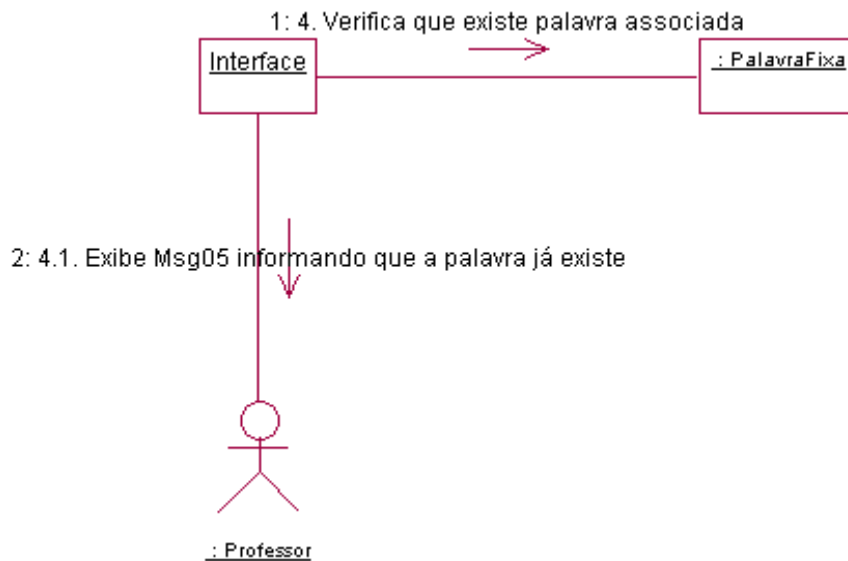 1: 4. Verifica que existe palavra associada
Interface
: PalavraFixa
2: 4.1. Exibe Msg05 informando que a palavra já existe
: Professor